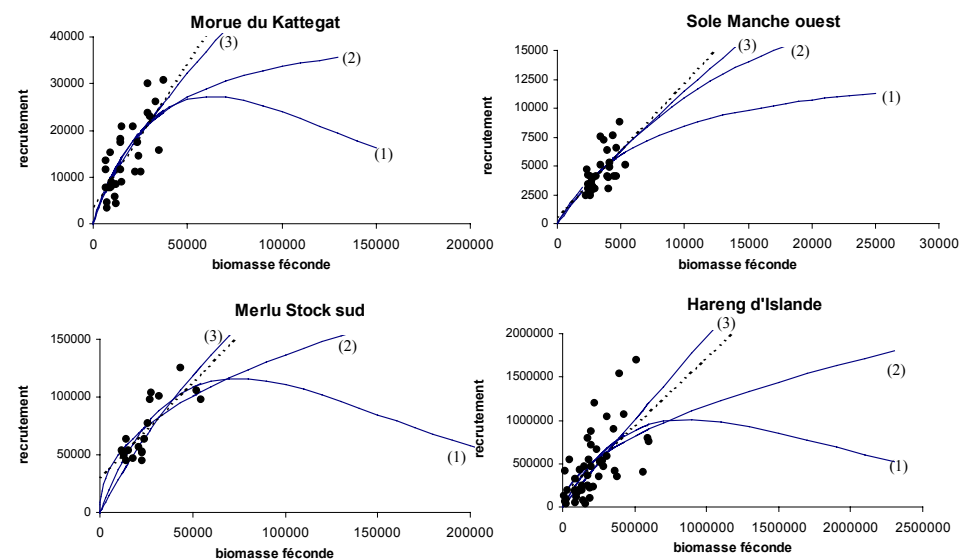 Morue du Kattegat
40000
30000
20000
10000
0
recrutement
0 50000 100000 150000 200000
biomasse féconde
(3)
(2)
(1)
Sole Manche ouest
15000
12500
10000
7500
5000
2500
0
recrutement
0 5000 10000 15000 20000 25000 30000
biomasse féconde
(3)
(2)
(1)
Merlu Stock sud
150000
100000
50000
0
recrutement
0 50000 100000 150000 200000
biomasse féconde
(3)
(2)
(1)
Hareng d'Islande
2000000
1500000
1000000
500000
0
recrutement
0 500000 1000000 1500000 2000000 2500000
biomasse féconde
(3)
(2)
(1)